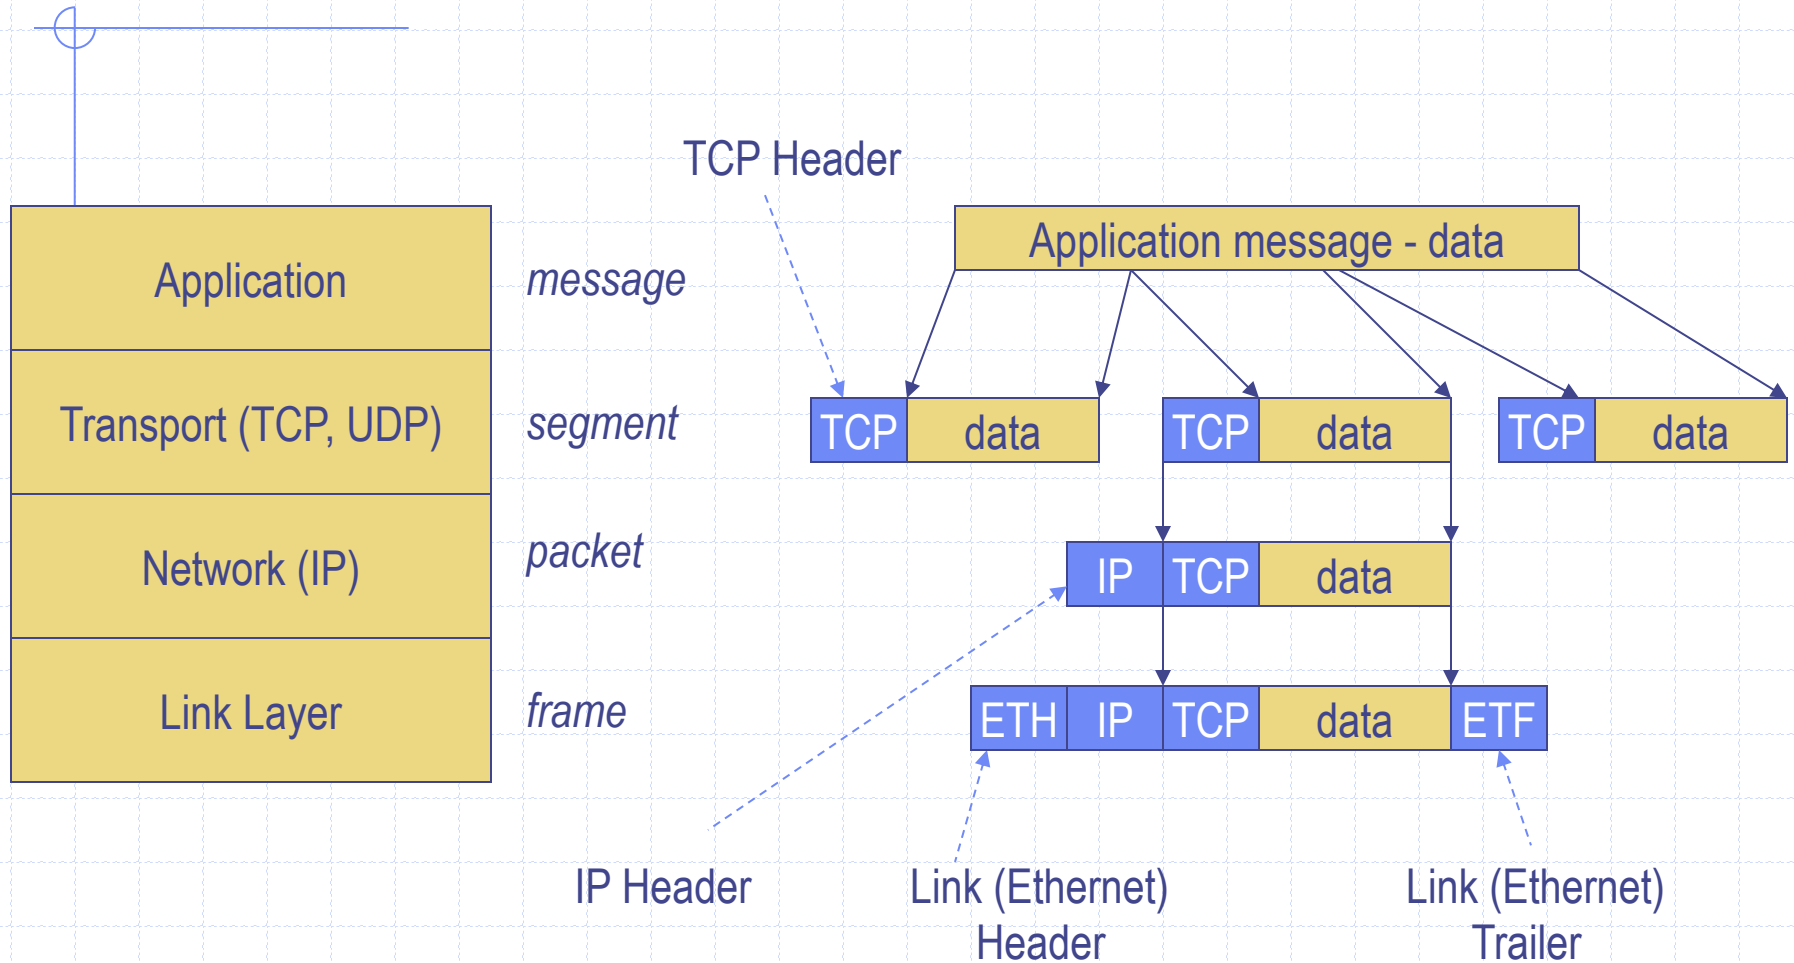 TCP Header
Application message - data
Application
message
Transport (TCP, UDP)
segment
TCP data
TCP data
TCP data
Network (IP)
packet
IP TCP data
Link Layer
frame
ETH IP TCP data ETF
IP Header
Link (Ethernet)
Header
Link (Ethernet)
Trailer